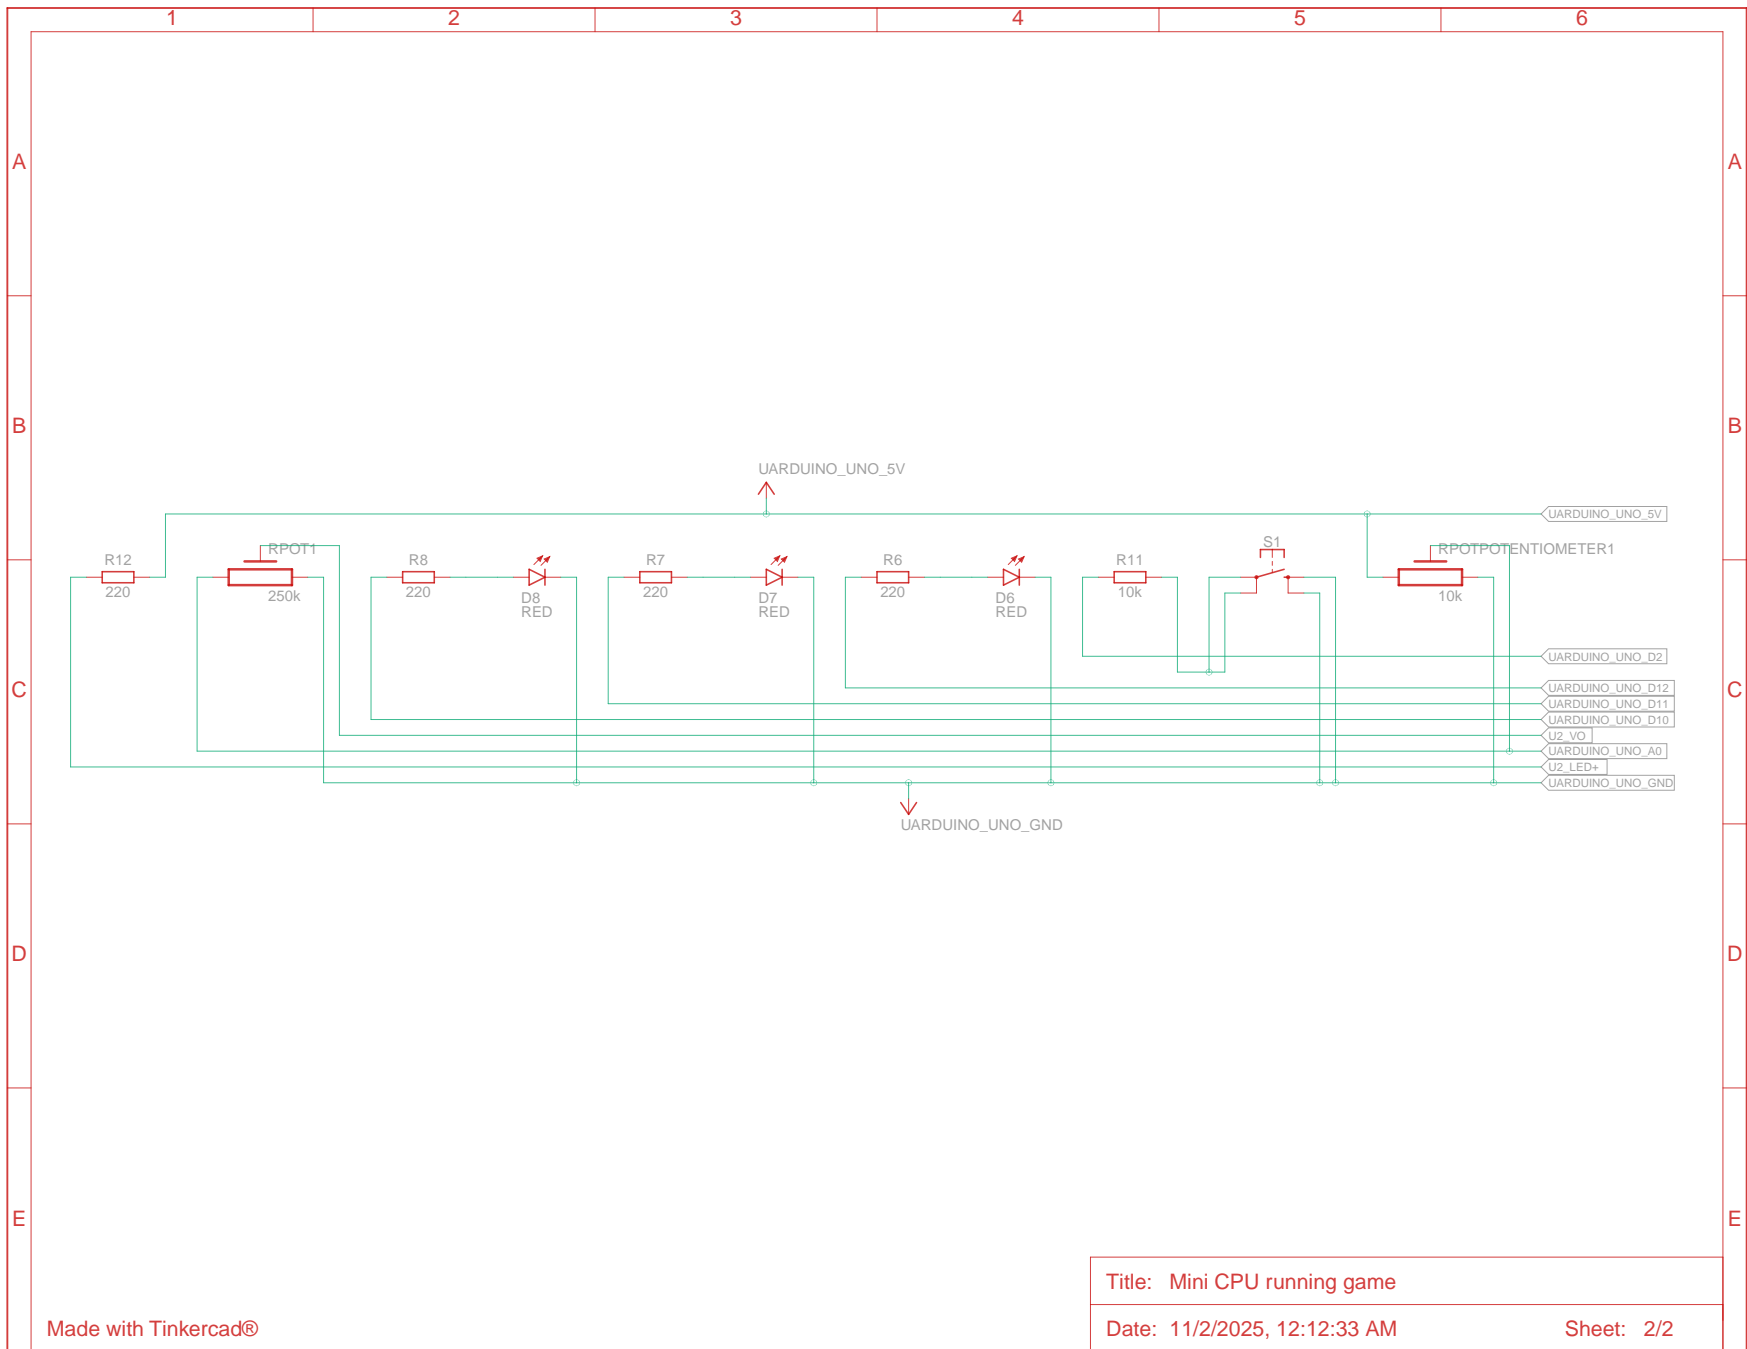 1 2 3 4 5 6
A A
B B
UARDUINO_UNO_5V
UARDUINO_UNO_5V
R12 RPOT1 R8 R7 R6 R11 S1 RPOTPOTENTIOMETER1
220 250k 220 D8 220 D7 220 D6 10k 10k
RED RED RED
UARDUINO_UNO_D2
C C
UARDUINO_UNO_D12
UARDUINO_UNO_D11
UARDUINO_UNO_D10
U2_VO
UARDUINO_UNO_A0
U2_LED+
UARDUINO_UNO_GND
UARDUINO_UNO_GND
D D
E E
Title: Mini CPU running game
Made with Tinkercad®
Date: 11/2/2025, 12:12:33 AM Sheet: 2/2